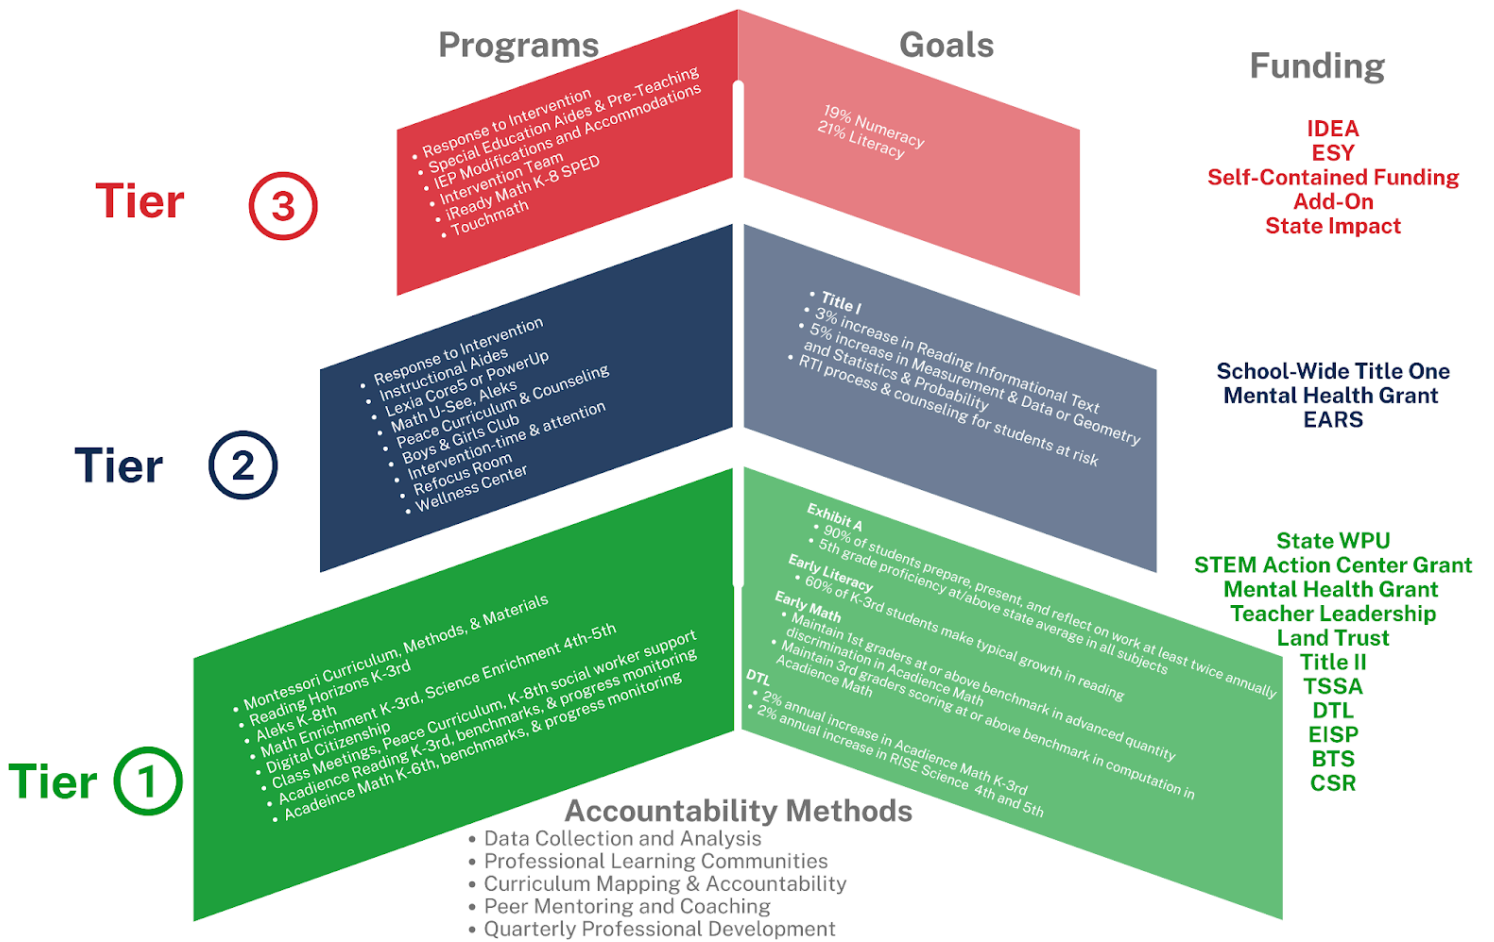 Programs
Goals
Funding
Tier 3
• Response to Intervention
• Special Education Aides & Pre-Teaching
• IEP Modifications and Accommodations
• Intervention Team
• iReady Math K-8 SPED
• Touchmath
19% Numeracy
21% Literacy
IDEA
ESY
Self-Contained Funding
Add-On
State Impact
Tier 2
• Response to Intervention
• Instructional Aides
• Lexia Core5 or PowerUp
• Math U-See, Aleks
• Peace Curriculum & Counseling
• Boys & Girls Club
• Intervention-time & attention
• Refocus Room
• Wellness Center
• Title I
• 3% increase in Reading Informational Text
• 5% increase in Measurement & Data or Geometry
and Statistics & Probability
• RTI process & counseling for students at risk
School-Wide Title One
Mental Health Grant
EARS
Tier 1
• Montessori Curriculum, Methods, & Materials
• Reading Horizons K-3rd
• Aleks K-8th
• Math Enrichment K-3rd, Science Enrichment 4th-5th
• Digital Citizenship
• Class Meetings, Peace Curriculum, K-8th social worker support
• Acadience Reading K-3rd, benchmarks, & progress monitoring
• Acadeince Math K-6th, benchmarks, & progress monitoring
Exhibit A
• 90% of students prepare, present, and reflect on work at least twice annually
• 5th grade proficiency at/above state average in all subjects
Early Literacy
• 60% of K-3rd students make typical growth in reading
Early Math
• Maintain 1st graders at or above benchmark in advanced quantity
discrimination in Acadience Math
• Maintain 3rd graders scoring at or above benchmark in computation in
Acadience Math
DTL
• 2% annual increase in Acadience Math K-3rd
• 2% annual increase in RISE Science 4th and 5th
State WPU
STEM Action Center Grant
Mental Health Grant
Teacher Leadership
Land Trust
Title II
TSSA
DTL
EISP
BTS
CSR
Accountability Methods
• Data Collection and Analysis
• Professional Learning Communities
• Curriculum Mapping & Accountability
• Peer Mentoring and Coaching
• Quarterly Professional Development